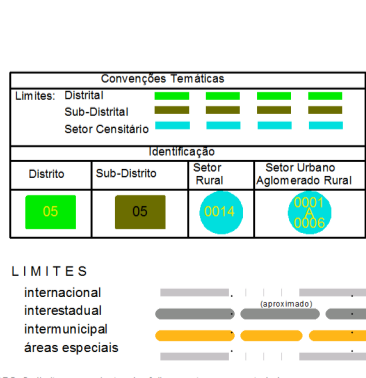 Convenções Temáticas
Limites: Distrital
Sub-Distrital
Setor Censitário
Identificação
Distrito
Sub-Distrito
Setor
Rural
Setor Urbano
Aglomerado Rural
05
05
0014
0001
A
0006
LIMITES
internacional
interestadual
(aproximado)
intermunicipal
áreas especiais